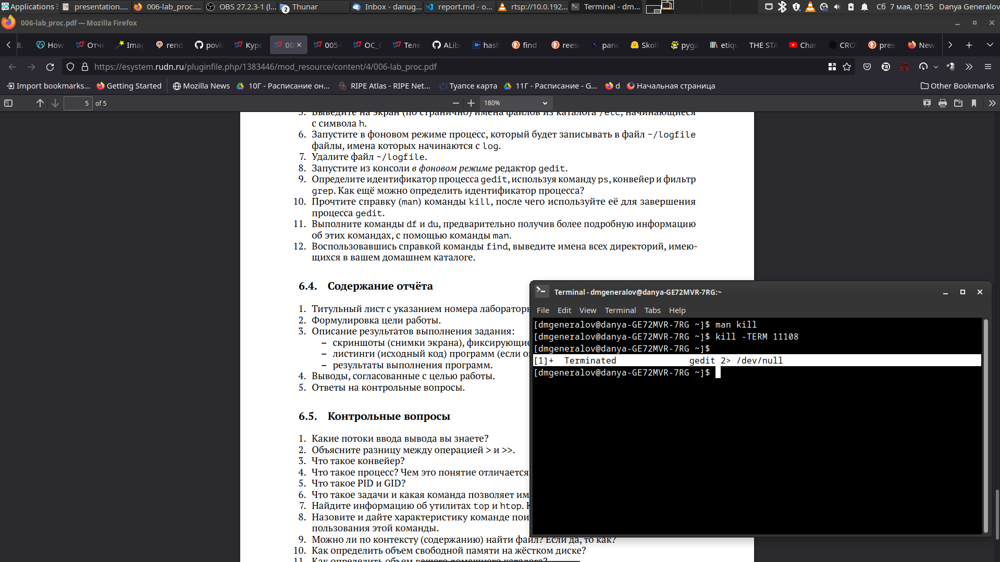 Applications presentation.... 006-lab_proc.... OBS 27.2.3-1 (l... 2 Thunar Inbox - danug... report.md - o... rtsp://10.0.192... Terminal - dm... Сб 7 мая, 01:55 Danya Generalov
006-lab_proc.pdf — Mozilla Firefox
How Отчё Imag rend povle Курс 00 005- ОС_ Теле ALib hash find reese panc Skolt pyga etiqu THE STA Char CRO pres New
https://esystem.rudn.ru/pluginfile.php/1383446/mod_resource/content/4/006-lab_proc.pdf
Import bookmarks... Getting Started Mozilla News 10Г - Расписание он... RIPE Atlas - RIPE Net... Туапсе карта 11Г - Расписание - G... d Начальная страница Other Bookmarks
5 of 5 180%
5. Выведите на экран (по странично) имена файлов из каталога /etc, начинающиеся
с символа h.
6. Запустите в фоновом режиме процесс, который будет записывать в файл ~/logfile
файлы, имена которых начинаются с log.
7. Удалите файл ~/logfile.
8. Запустите из консоли в фоновом режиме редактор gedit.
9. Определите идентификатор процесса gedit, используя команду ps, конвейер и фильтр
grep. Как ещё можно определить идентификатор процесса?
10. Прочтите справку (man) команды kill, после чего используйте её для завершения
процесса gedit.
11. Выполните команды df и du, предварительно получив более подробную информацию
об этих командах, с помощью команды man.
12. Воспользовавшись справкой команды find, выведите имена всех директорий, имею-
щихся в вашем домашнем каталоге.
6.4. Содержание отчёта
1. Титульный лист с указанием номера лаборатор
2. Формулировка цели работы.
3. Описание результатов выполнения задания:
– скриншоты (снимки экрана), фиксирующие
– листинги (исходный код) программ (если о
– результаты выполнения программ.
4. Выводы, согласованные с целью работы.
5. Ответы на контрольные вопросы.
6.5. Контрольные вопросы
1. Какие потоки ввода вывода вы знаете?
2. Объясните разницу между операцией > и >>.
3. Что такое конвейер?
4. Что такое процесс? Чем это понятие отличается
5. Что такое PID и GID?
6. Что такое задачи и какая команда позволяет им
7. Найдите информацию об утилитах top и htop. К
8. Назовите и дайте характеристику команде пои
пользования этой команды.
9. Можно ли по контексту (содержанию) найти файл? Если да, то как?
10. Как определить объем свободной памяти на жёстком диске?
11. Как определить объем вашего домашнего каталога?
Terminal - dmgeneralov@danya-GE72MVR-7RG:~
File Edit View Terminal Tabs Help
[dmgeneralov@danya-GE72MVR-7RG ~]$ man kill
[dmgeneralov@danya-GE72MVR-7RG ~]$ kill -TERM 11108
[dmgeneralov@danya-GE72MVR-7RG ~]$
[1]+ Terminated gedit 2> /dev/null
[dmgeneralov@danya-GE72MVR-7RG ~]$